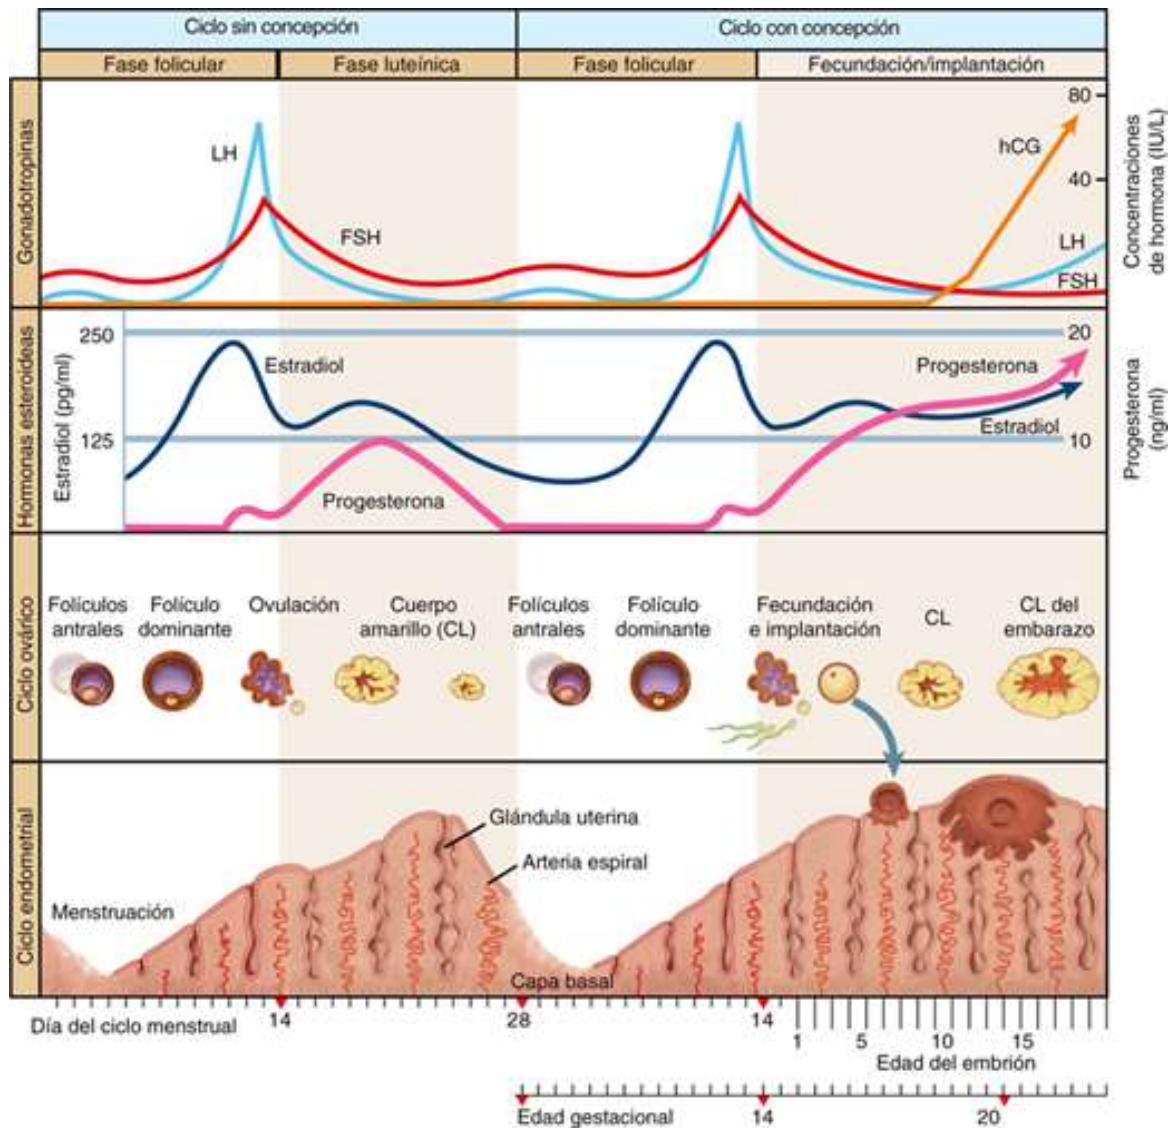 Ciclo sin concepción
Ciclo con concepción
Fase folicular
Fase luteínica
Fase folicular
Fecundación/implantación
Gonadotropinas
LH
FSH
hCG
LH
FSH
80
40
Concentraciones
de hormona (IU/L)
Hormonas esteroideas
Estradiol (pg/ml)
250
125
Estradiol
Progesterona
Progesterona
Estradiol
20
10
Progesterona
(ng/ml)
Ciclo ovárico
Folículos
antrales
Folículo
dominante
Ovulación
Cuerpo
amarillo (CL)
Folículos
antrales
Folículo
dominante
Fecundación
e implantación
CL
CL del
embarazo
Ciclo endometrial
Menstruación
Glándula uterina
Arteria espiral
Capa basal
Día del ciclo menstrual
14
28
14
1
5
10
15
Edad del embrión
Edad gestacional
14
20